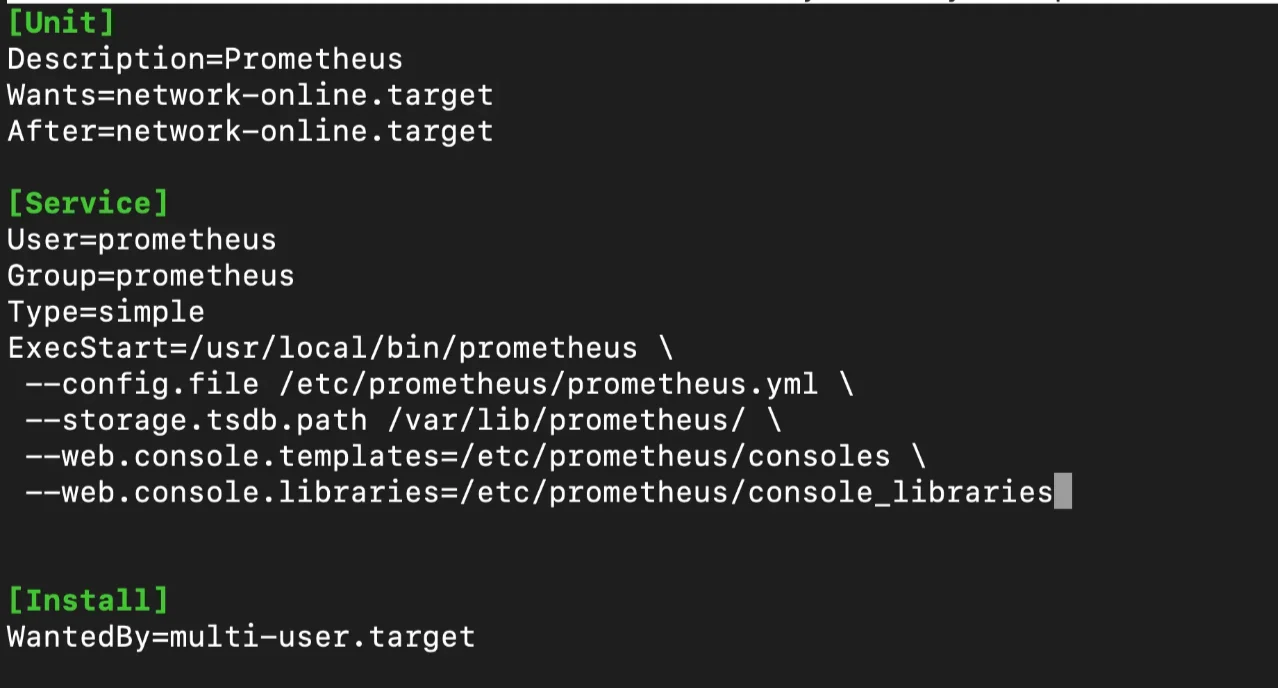 [Unit]
Description=Prometheus
Wants=network-online.target
After=network-online.target
[Service]
User=prometheus
Group=prometheus
Type=simple
ExecStart=/usr/local/bin/prometheus \
 --config.file /etc/prometheus/prometheus.yml \
 --storage.tsdb.path /var/lib/prometheus/ \
 --web.console.templates=/etc/prometheus/consoles \
 --web.console.libraries=/etc/prometheus/console_libraries
[Install]
WantedBy=multi-user.target